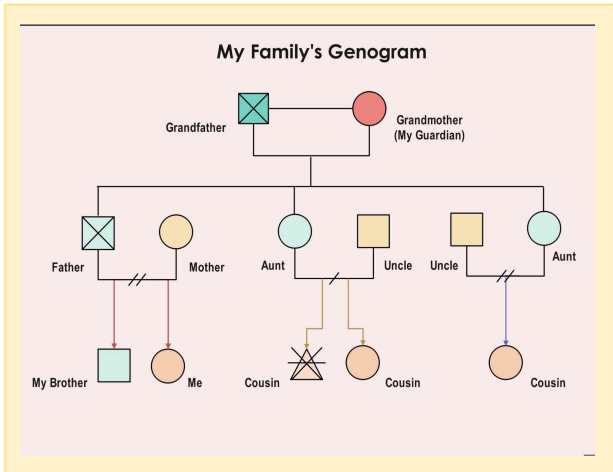 My Family's Genogram
Grandfather
Grandmother
(My Guardian)
Father
Mother
Aunt
Uncle
Uncle
Aunt
My Brother
Me
Cousin
Cousin
Cousin